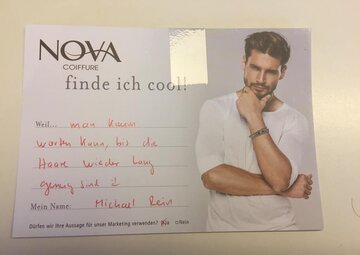 NOVA
COIFFURE
finde ich cool!
Weil... man kaum
warten kann, bis die
Haare wieder lang
genug sind
Mein Name: Michael
Dürfen wir Ihre Aussage für unser Marketing verwenden? Ja Nein